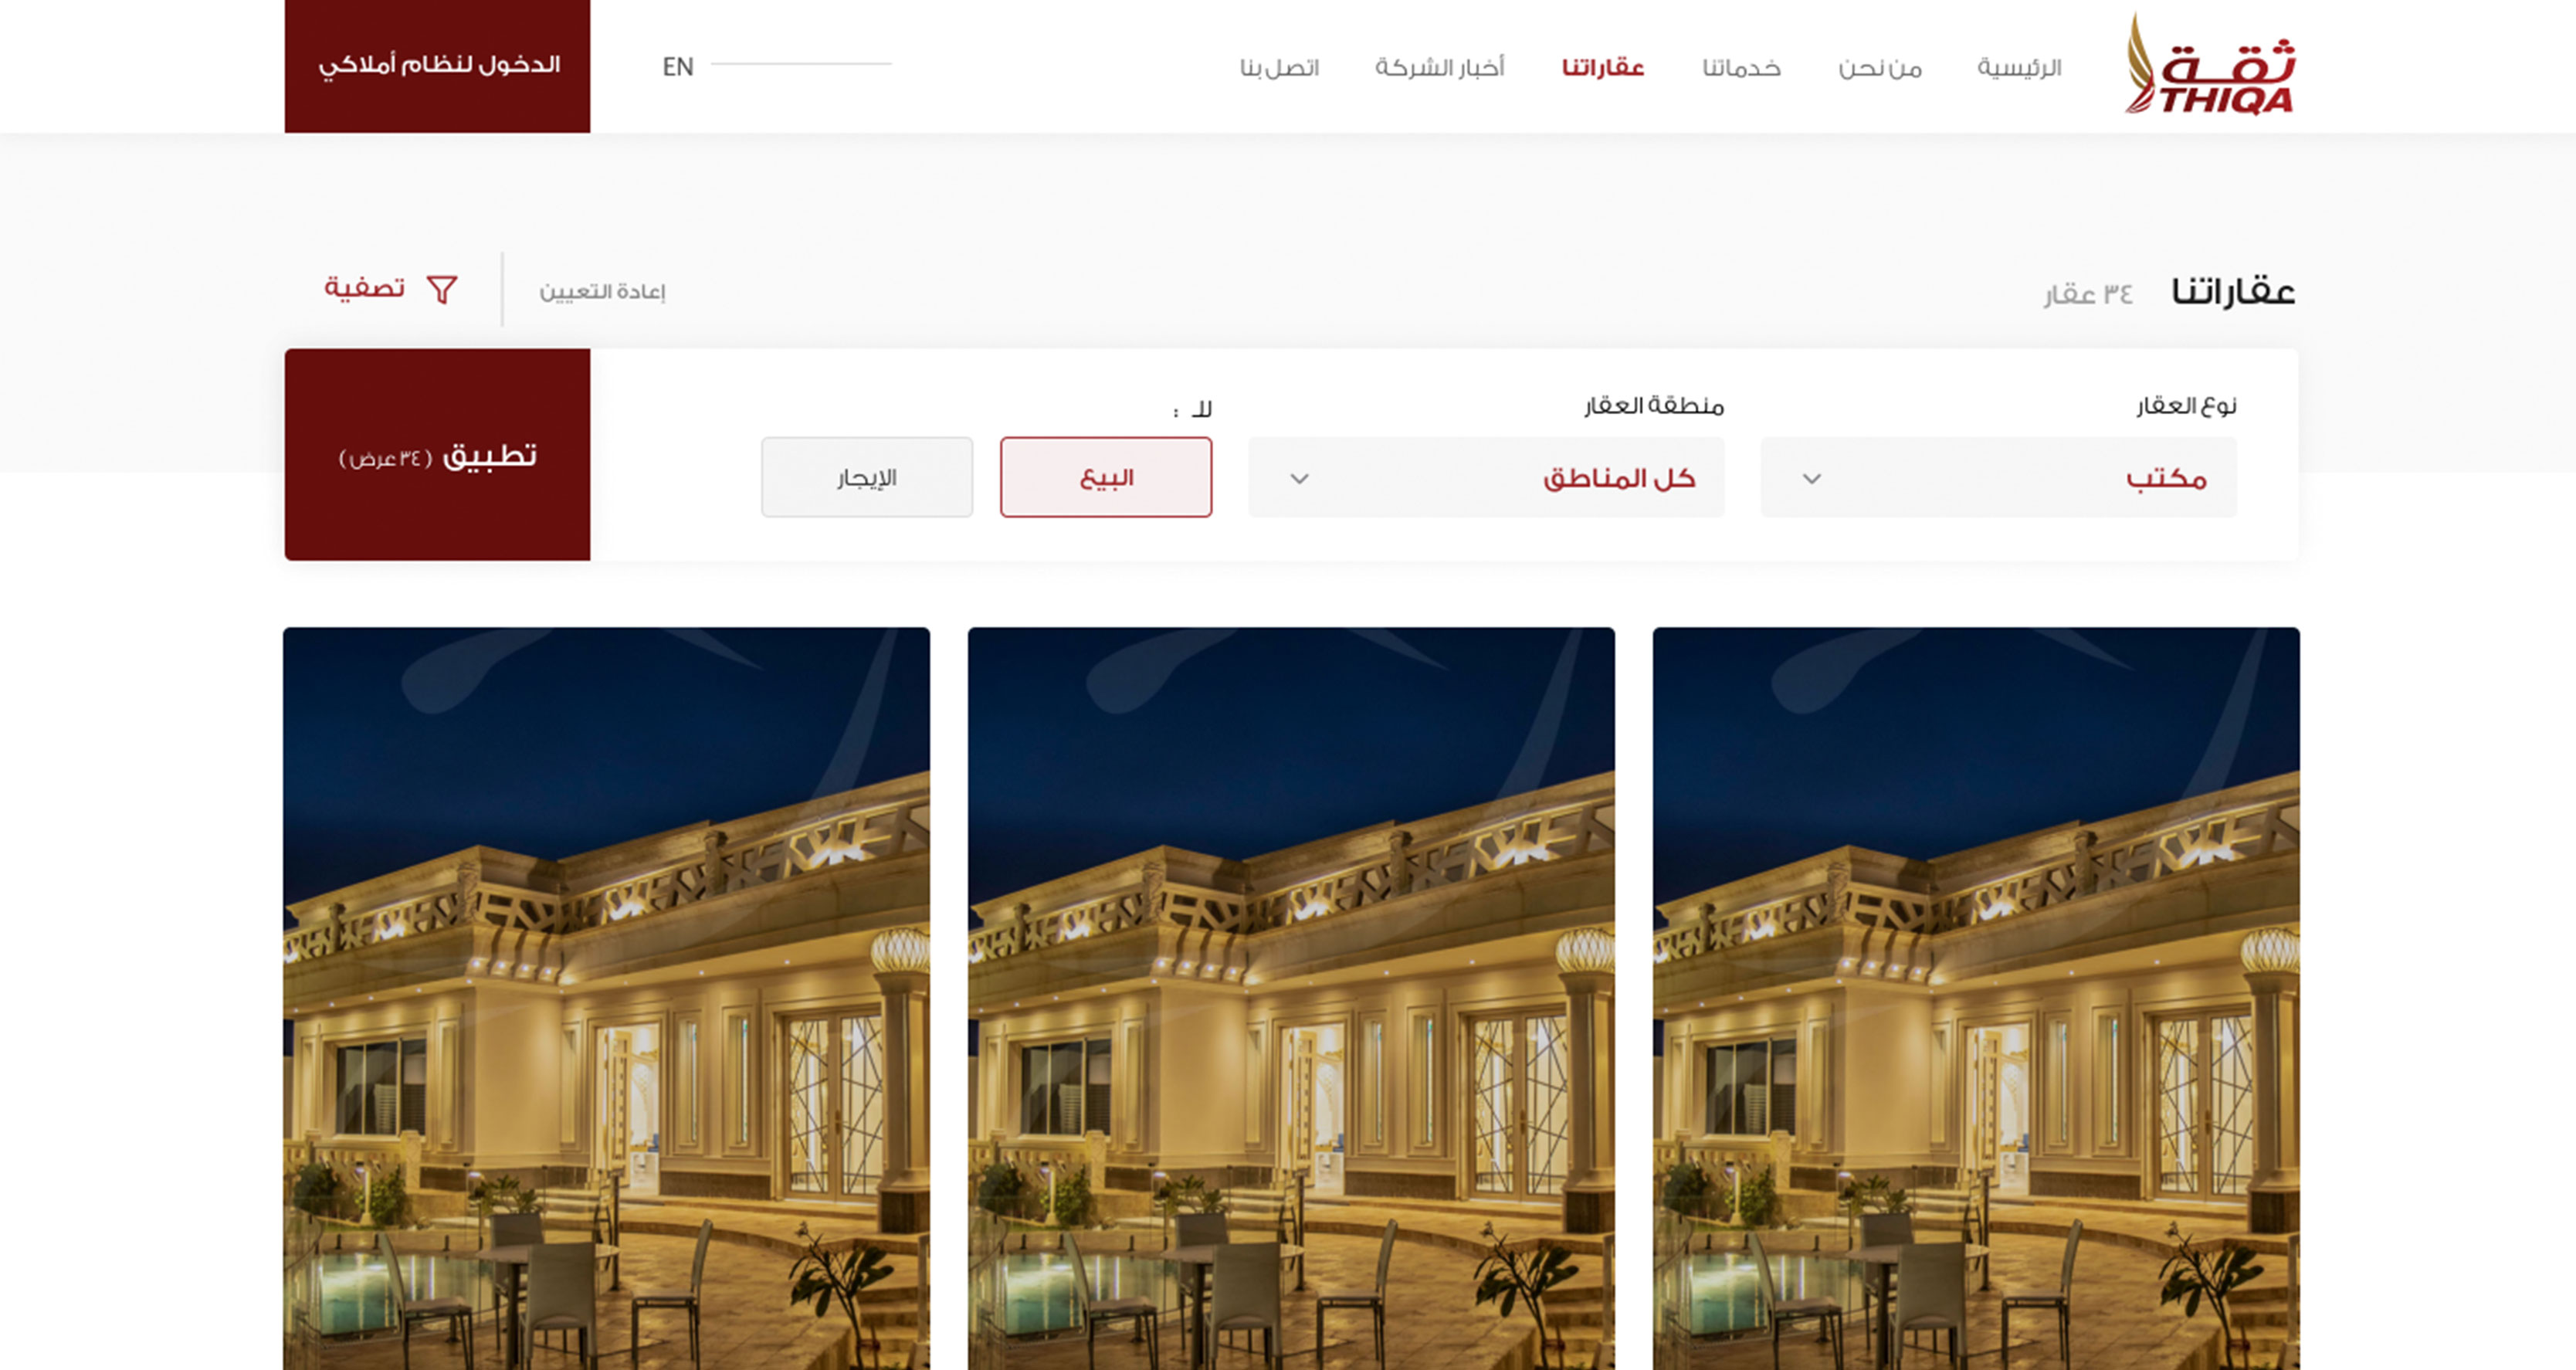 ثقة
THIQA
الرئيسية
من نحن
خدماتنا
عقاراتنا
أخبار الشركة
اتصل بنا
EN
الدخول لنظام أملاكي
عقاراتنا ٣٤ عقار
إعادة التعيين
تصفية
نوع العقار
مكتب
منطقة العقار
كل المناطق
للـ :
البيع
الإيجار
تطبيق (٣٤ عرض)